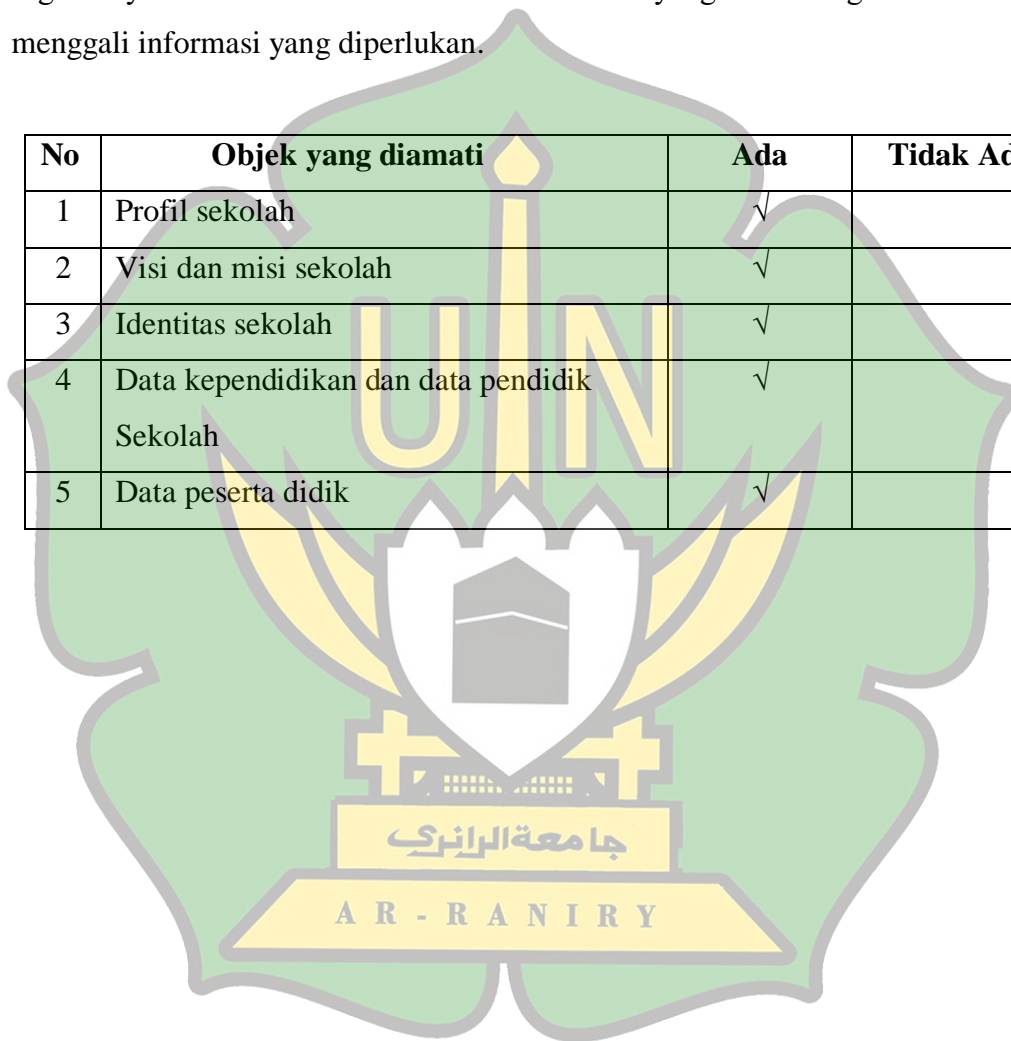 menggali informasi yang diperlukan.
No Objek yang diamati Ada Tidak
1 Profil sekolah √
2 Visi dan misi sekolah √
3 Identitas sekolah √
4 Data kependidikan dan data pendidik √
Sekolah
5 Data peserta didik √
UIN
جامعة الرانري
AR-RANIRY